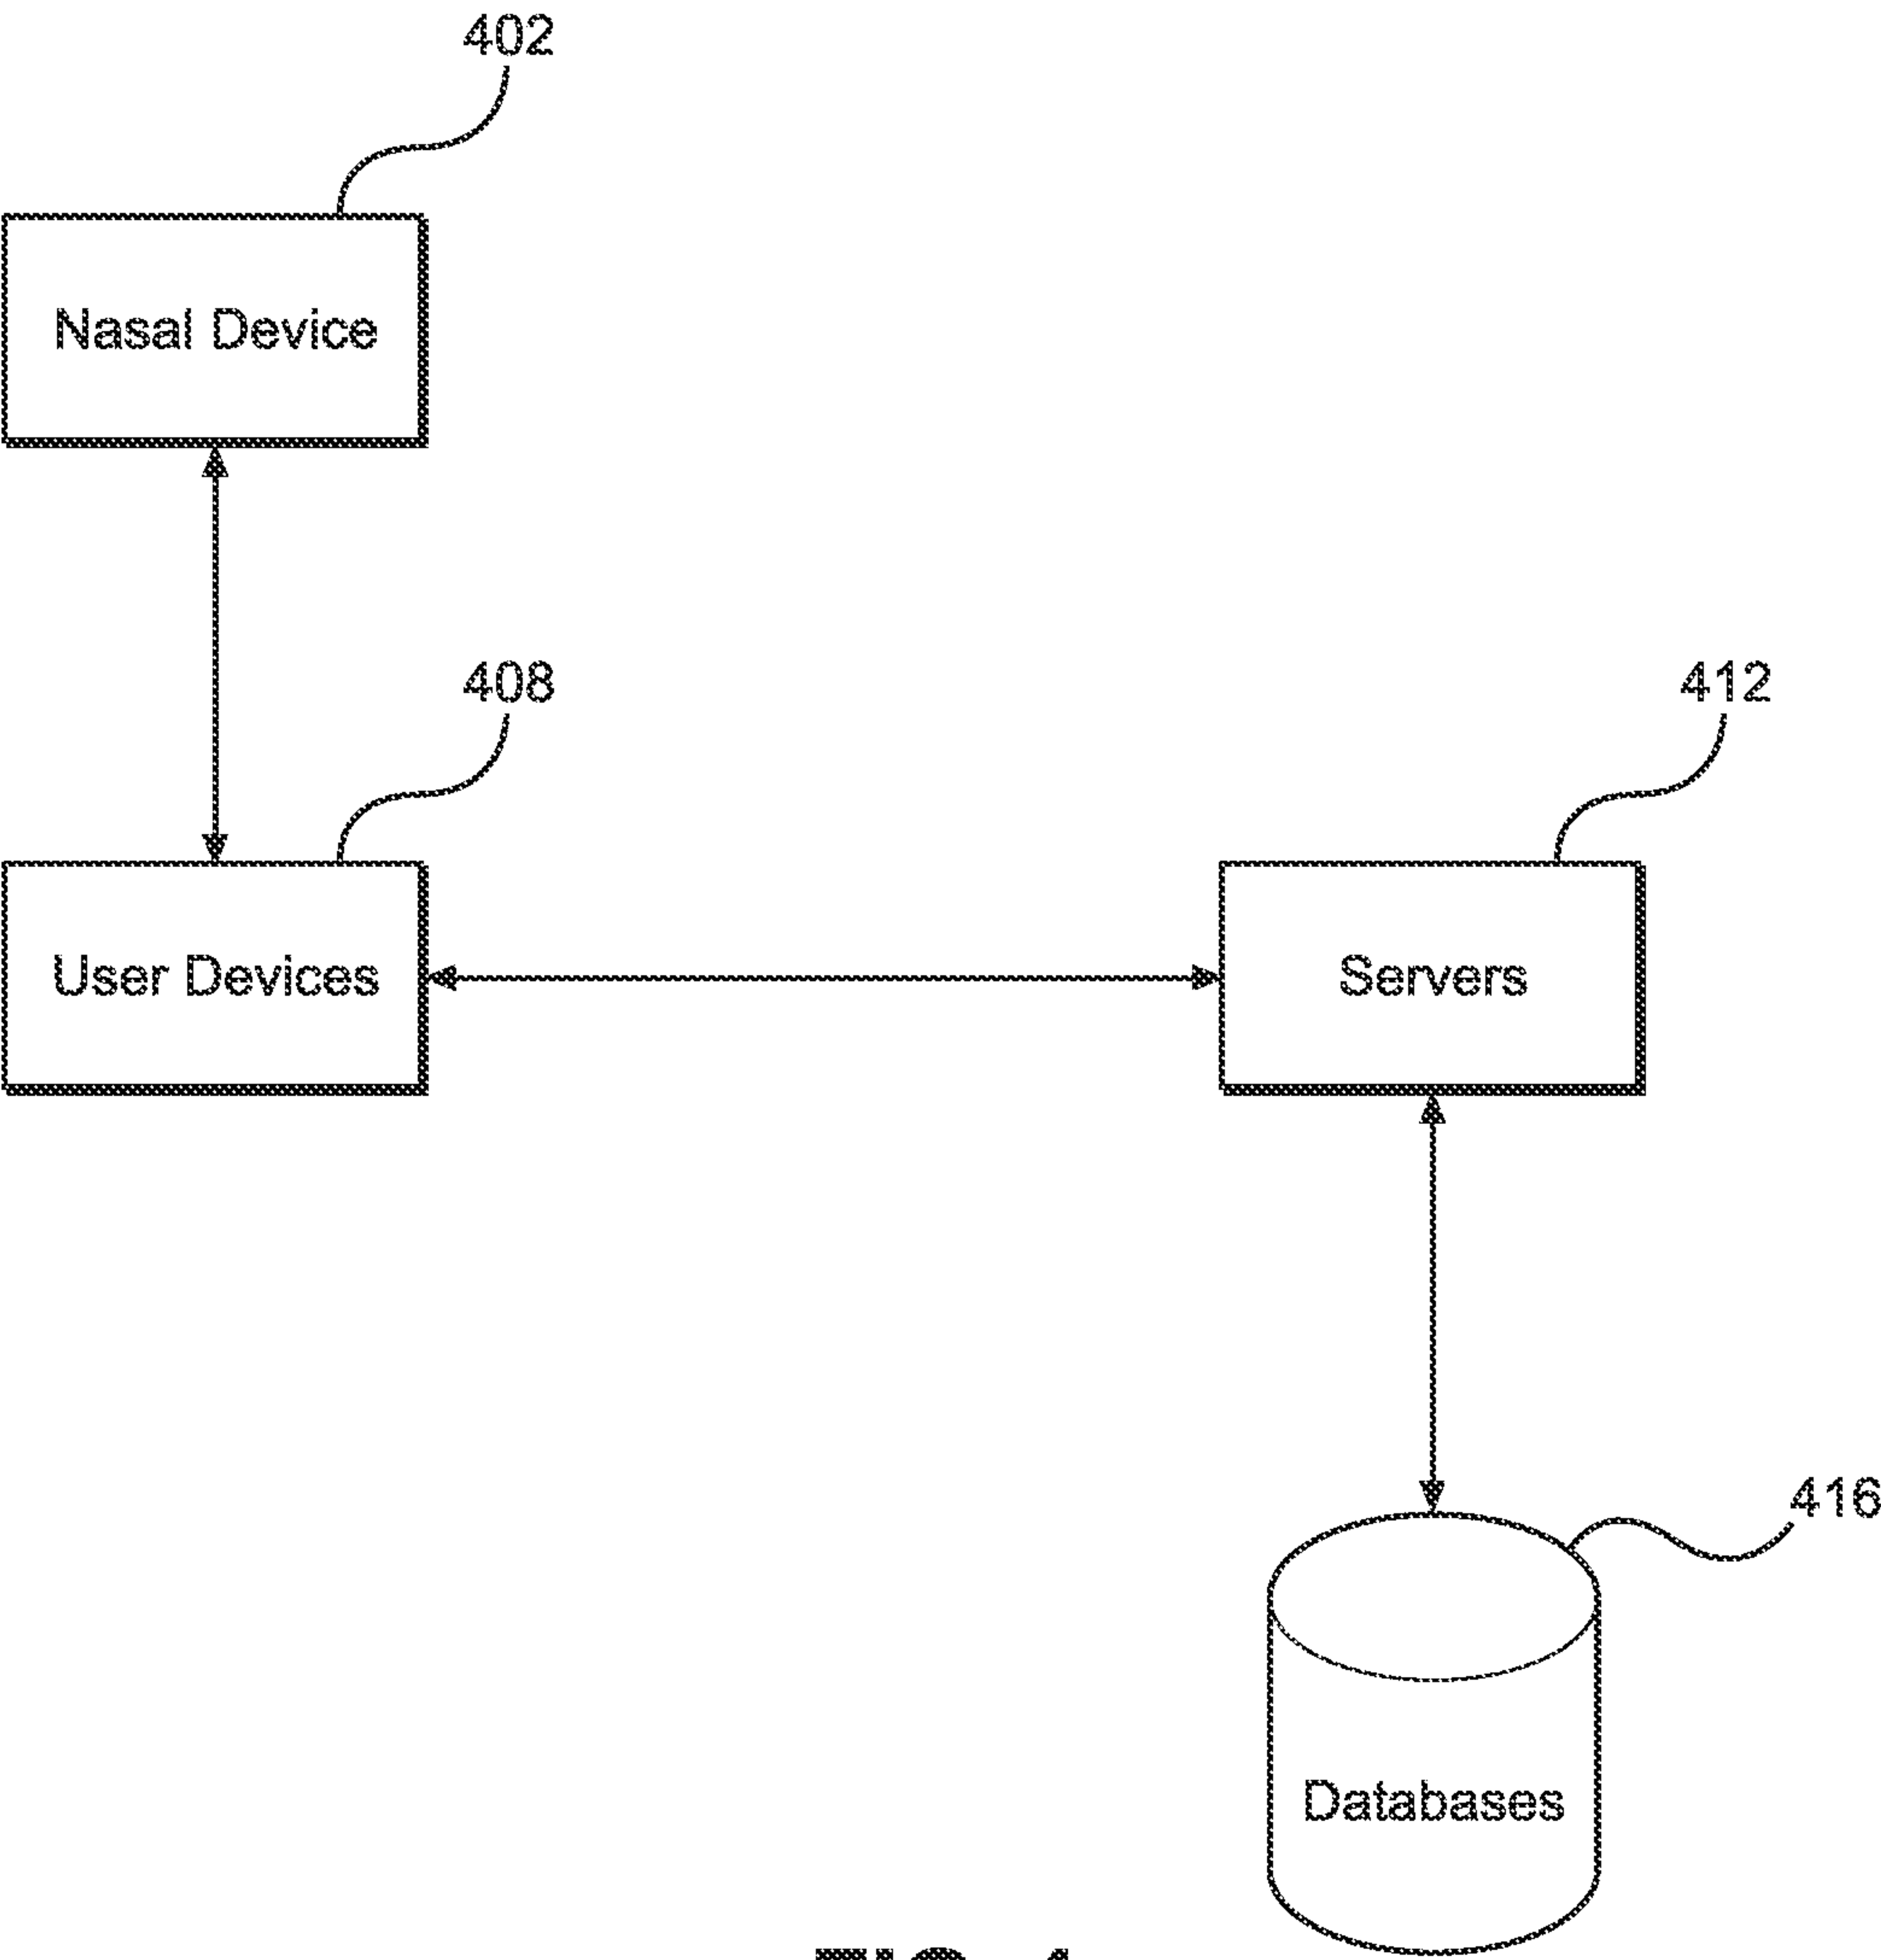 402
Nasal Device
408
412
User Devices
Servers
416
Databases